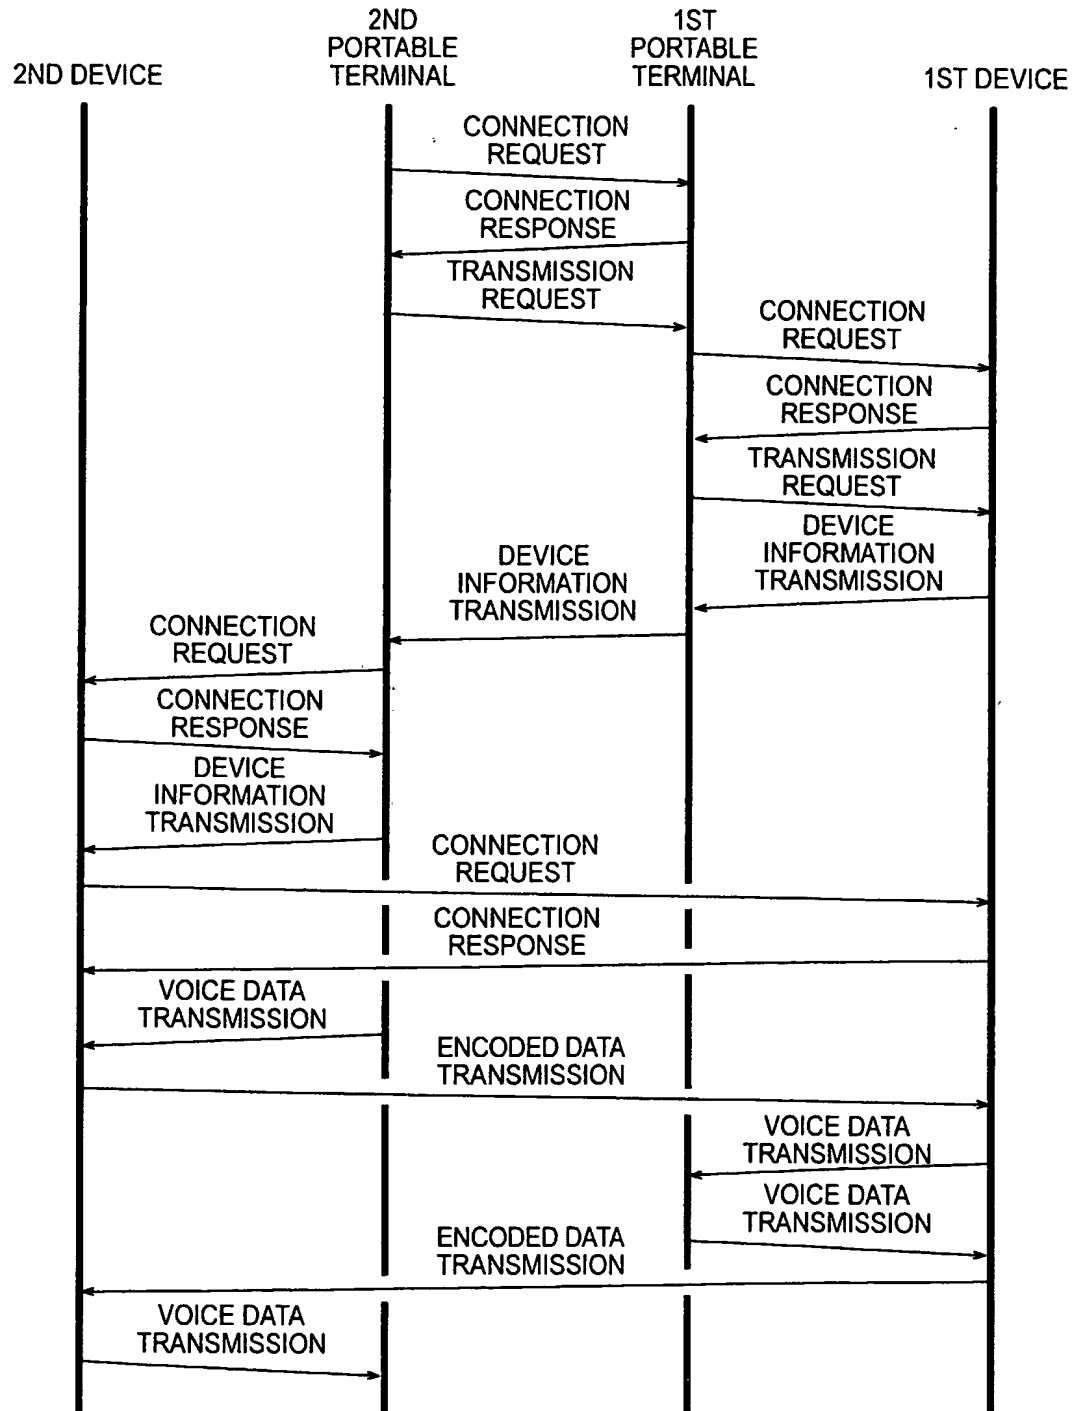 2ND DEVICE
2ND
PORTABLE
TERMINAL
1ST
PORTABLE
TERMINAL
1ST DEVICE
CONNECTION
REQUEST
CONNECTION
RESPONSE
TRANSMISSION
REQUEST
CONNECTION
REQUEST
CONNECTION
RESPONSE
TRANSMISSION
REQUEST
DEVICE
INFORMATION
TRANSMISSION
DEVICE
INFORMATION
TRANSMISSION
CONNECTION
REQUEST
CONNECTION
RESPONSE
DEVICE
INFORMATION
TRANSMISSION
CONNECTION
REQUEST
CONNECTION
RESPONSE
VOICE DATA
TRANSMISSION
ENCODED DATA
TRANSMISSION
VOICE DATA
TRANSMISSION
VOICE DATA
TRANSMISSION
ENCODED DATA
TRANSMISSION
VOICE DATA
TRANSMISSION